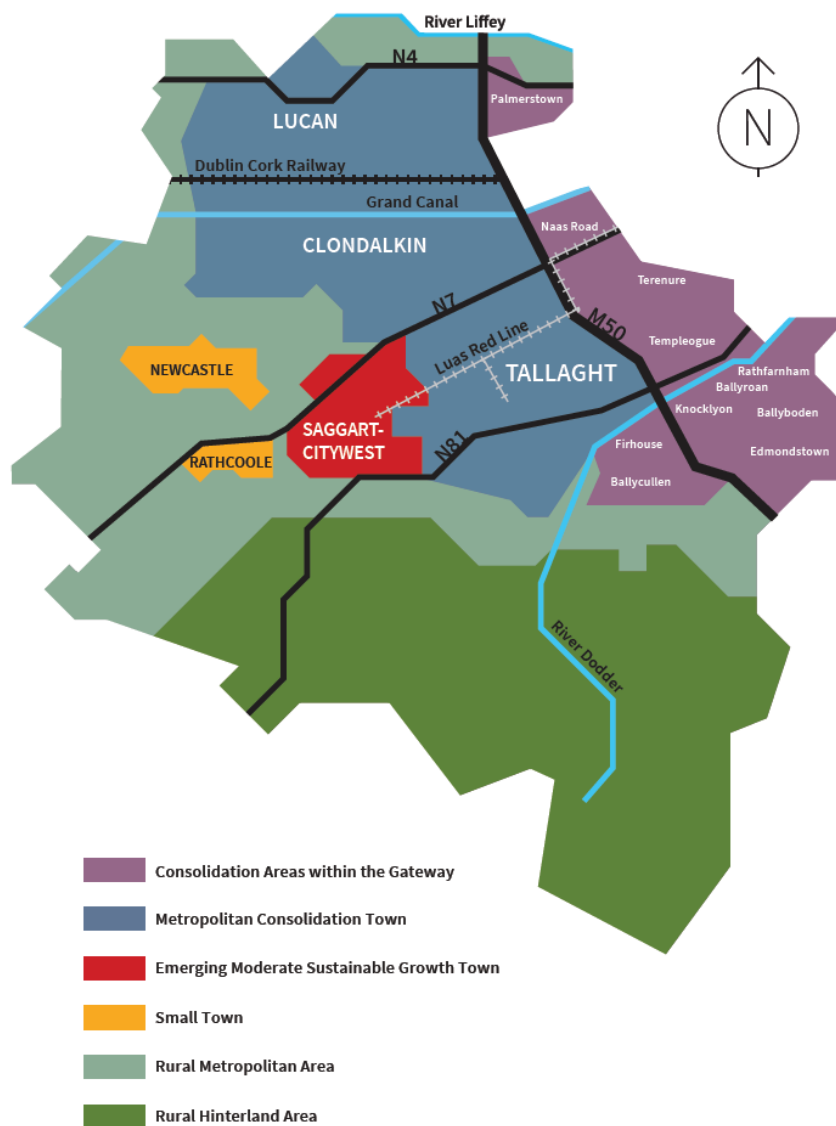 River Liffey
N4
Palmerstown
N
LUCAN
Dublin Cork Railway
Grand Canal
Naas Road
CLONDALKIN
Terenure
N7
M50
Luas Red Line
Templeogue
NEWCASTLE
TALLAGHT
Rathfarnham
Ballyroan
Knocklyon
Ballyboden
SAGGART-
CITYWEST
N81
Firhouse
Edmondstown
RATHCOOLE
Ballycullen
River Dodder
Consolidation Areas within the Gateway
Metropolitan Consolidation Town
Emerging Moderate Sustainable Growth Town
Small Town
Rural Metropolitan Area
Rural Hinterland Area